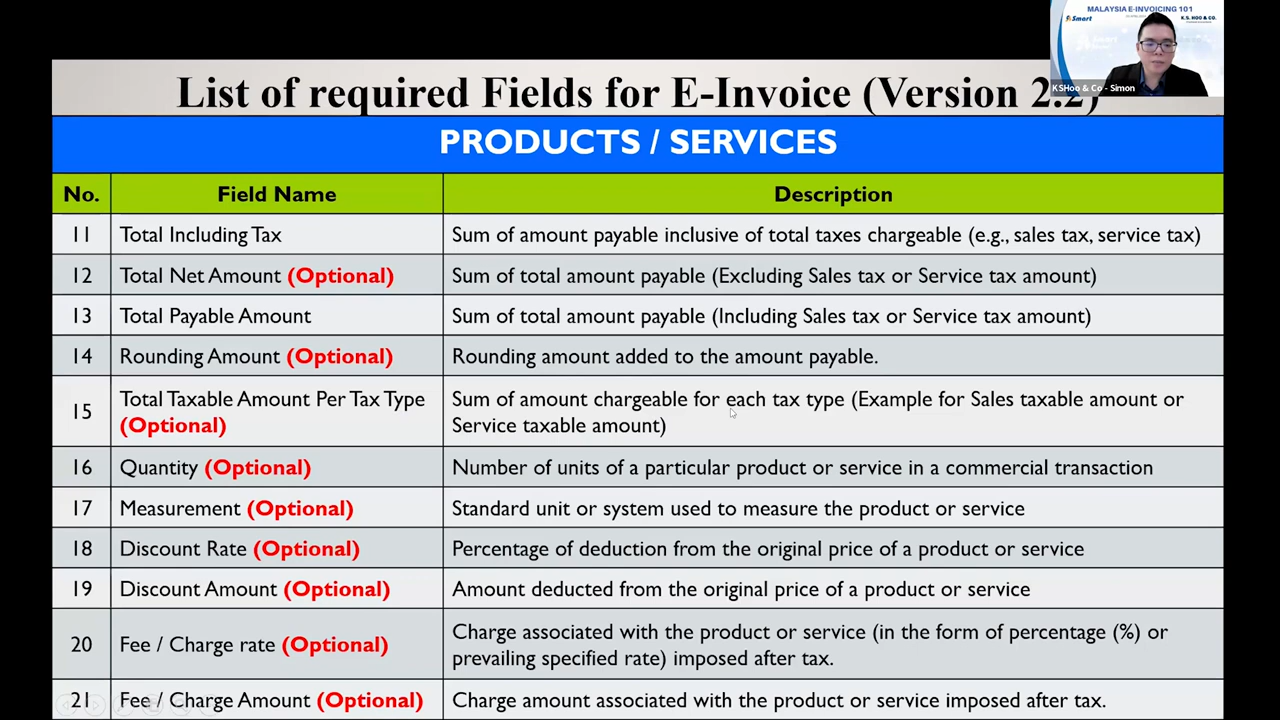 MALAYSIA E-INVOICING 101
Smart
K.S. HOO & CO.
KSHoo & Co - Simon
List of required Fields for E-Invoice (Version 2.2)
PRODUCTS / SERVICES
No. Field Name Description
11 Total Including Tax Sum of amount payable inclusive of total taxes chargeable (e.g., sales tax, service tax)
12 Total Net Amount (Optional) Sum of total amount payable (Excluding Sales tax or Service tax amount)
13 Total Payable Amount Sum of total amount payable (Including Sales tax or Service tax amount)
14 Rounding Amount (Optional) Rounding amount added to the amount payable.
15 Total Taxable Amount Per Tax Type
(Optional)
Sum of amount chargeable for each tax type (Example for Sales taxable amount or
Service taxable amount)
16 Quantity (Optional) Number of units of a particular product or service in a commercial transaction
17 Measurement (Optional) Standard unit or system used to measure the product or service
18 Discount Rate (Optional) Percentage of deduction from the original price of a product or service
19 Discount Amount (Optional) Amount deducted from the original price of a product or service
20 Fee / Charge rate (Optional) Charge associated with the product or service (in the form of percentage (%) or
prevailing specified rate) imposed after tax.
21 Fee / Charge Amount (Optional) Charge amount associated with the product or service imposed after tax.